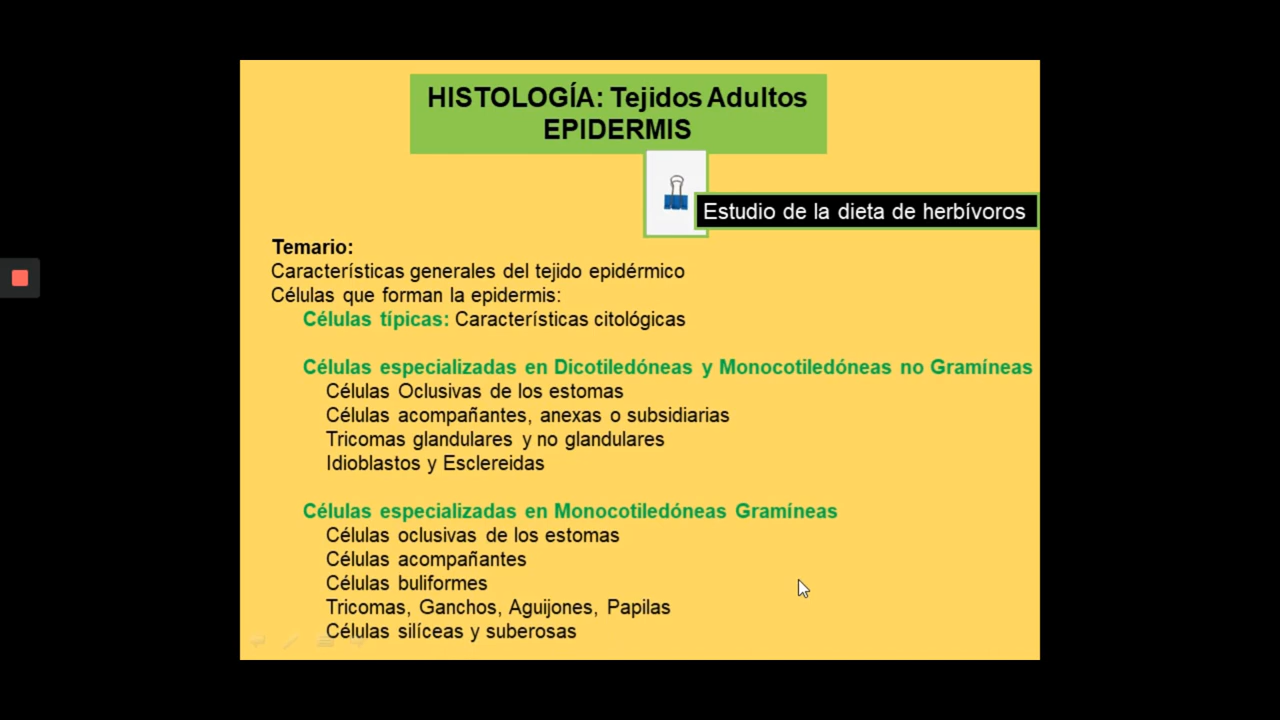 HISTOLOGÍA: Tejidos Adultos
EPIDERMIS
Estudio de la dieta de herbívoros
Temario:
Características generales del tejido epidérmico
Células que forman la epidermis:
Células típicas: Características citológicas
Células especializadas en Dicotiledóneas y Monocotiledóneas no Gramíneas
Células Oclusivas de los estomas
Células acompañantes, anexas o subsidiarias
Tricomas glandulares y no glandulares
Idioblastos y Esclereidas
Células especializadas en Monocotiledóneas Gramíneas
Células oclusivas de los estomas
Células acompañantes
Células buliformes
Tricomas, Ganchos, Aguijones, Papilas
Células silíceas y suberosas